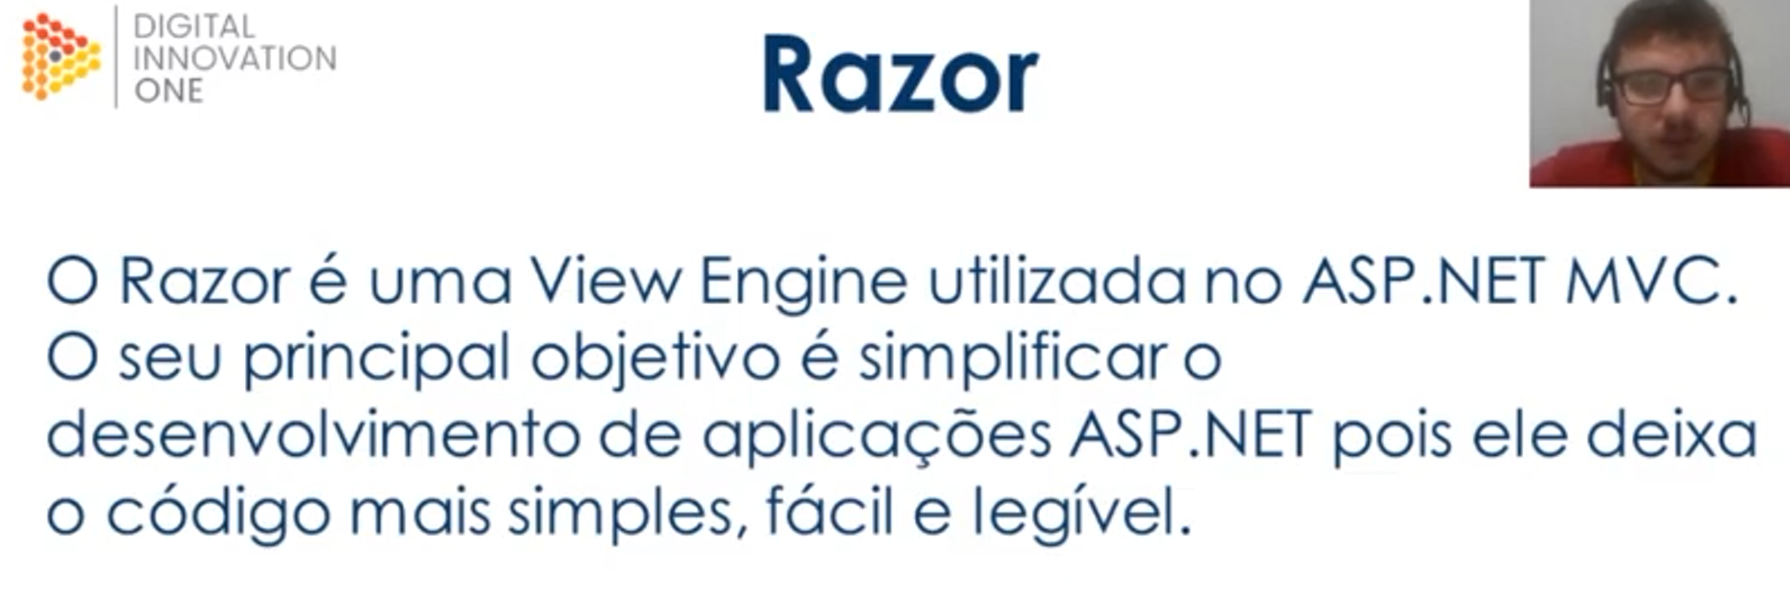 DIGITAL
INNOVATION
ONE
Razor
O Razor é uma View Engine utilizada no ASP.NET MVC.
O seu principal objetivo é simplificar o
desenvolvimento de aplicações ASP.NET pois ele deixa
o código mais simples, fácil e legível.